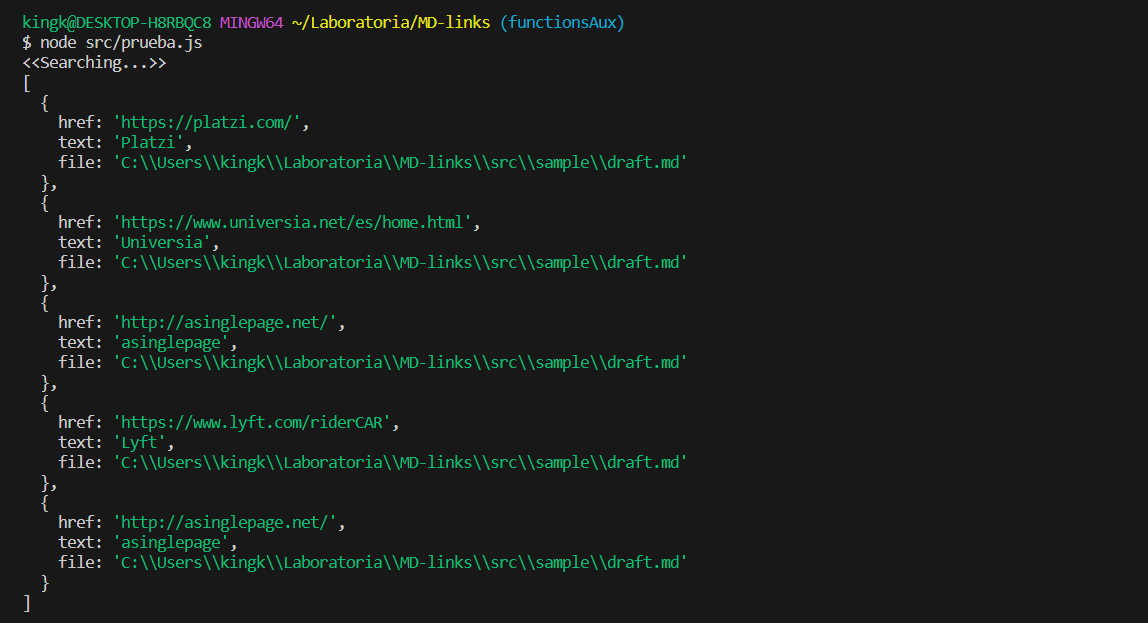 kingk@DESKTOP-H8RBQC8 MINGW64 ~/Laboratoria/MD-links (functionsAux)
$ node src/prueba.js
<<Searching...>>
[
  {
    href: 'https://platzi.com/',
    text: 'Platzi',
    file: 'C:\\Users\\kingk\\Laboratoria\\MD-links\\src\\sample\\draft.md'
  },
  {
    href: 'https://www.universia.net/es/home.html',
    text: 'Universia',
    file: 'C:\\Users\\kingk\\Laboratoria\\MD-links\\src\\sample\\draft.md'
  },
  {
    href: 'http://asinglepage.net/',
    text: 'asinglepage',
    file: 'C:\\Users\\kingk\\Laboratoria\\MD-links\\src\\sample\\draft.md'
  },
  {
    href: 'https://www.lyft.com/riderCAR',
    text: 'Lyft',
    file: 'C:\\Users\\kingk\\Laboratoria\\MD-links\\src\\sample\\draft.md'
  },
  {
    href: 'http://asinglepage.net/',
    text: 'asinglepage',
    file: 'C:\\Users\\kingk\\Laboratoria\\MD-links\\src\\sample\\draft.md'
  }
]